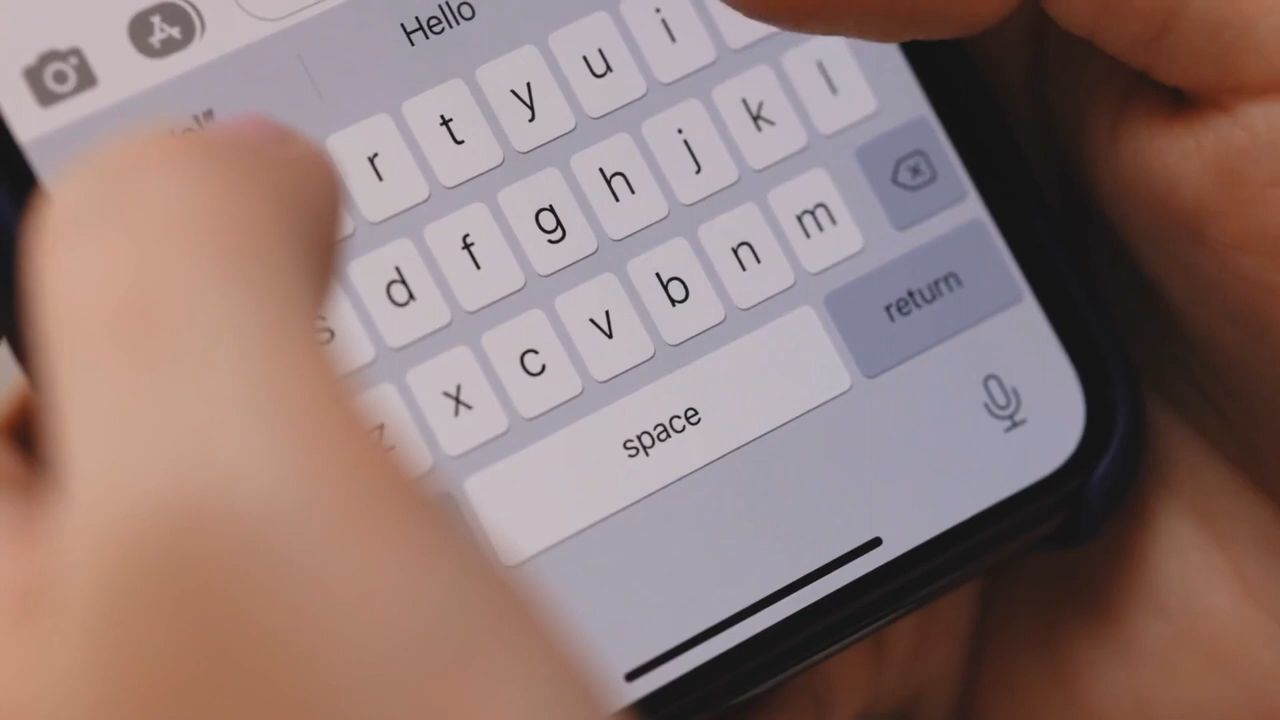 Hello
r t y u i
s d f g h j k l
z x c v b n m
return
space